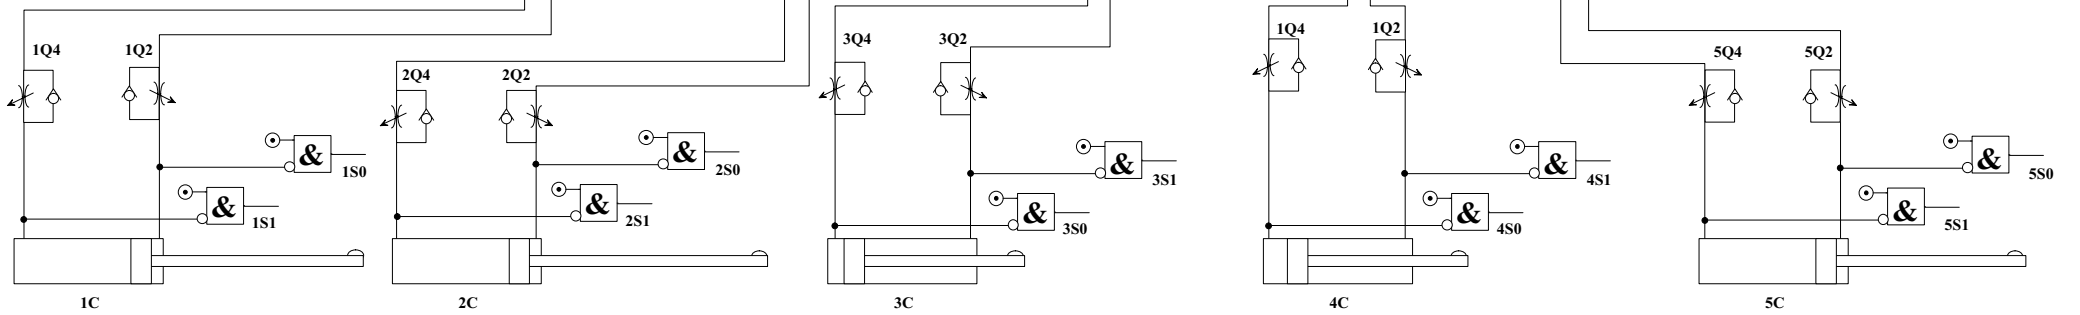 1Q4 1Q2
& 1S0
& 1S1
1C
2Q4 2Q2
& 2S0
& 2S1
2C
3Q4 3Q2
& 3S1
& 3S0
3C
1Q4 1Q2
& 4S1
& 4S0
4C
5Q4 5Q2
& 5S0
& 5S1
5C